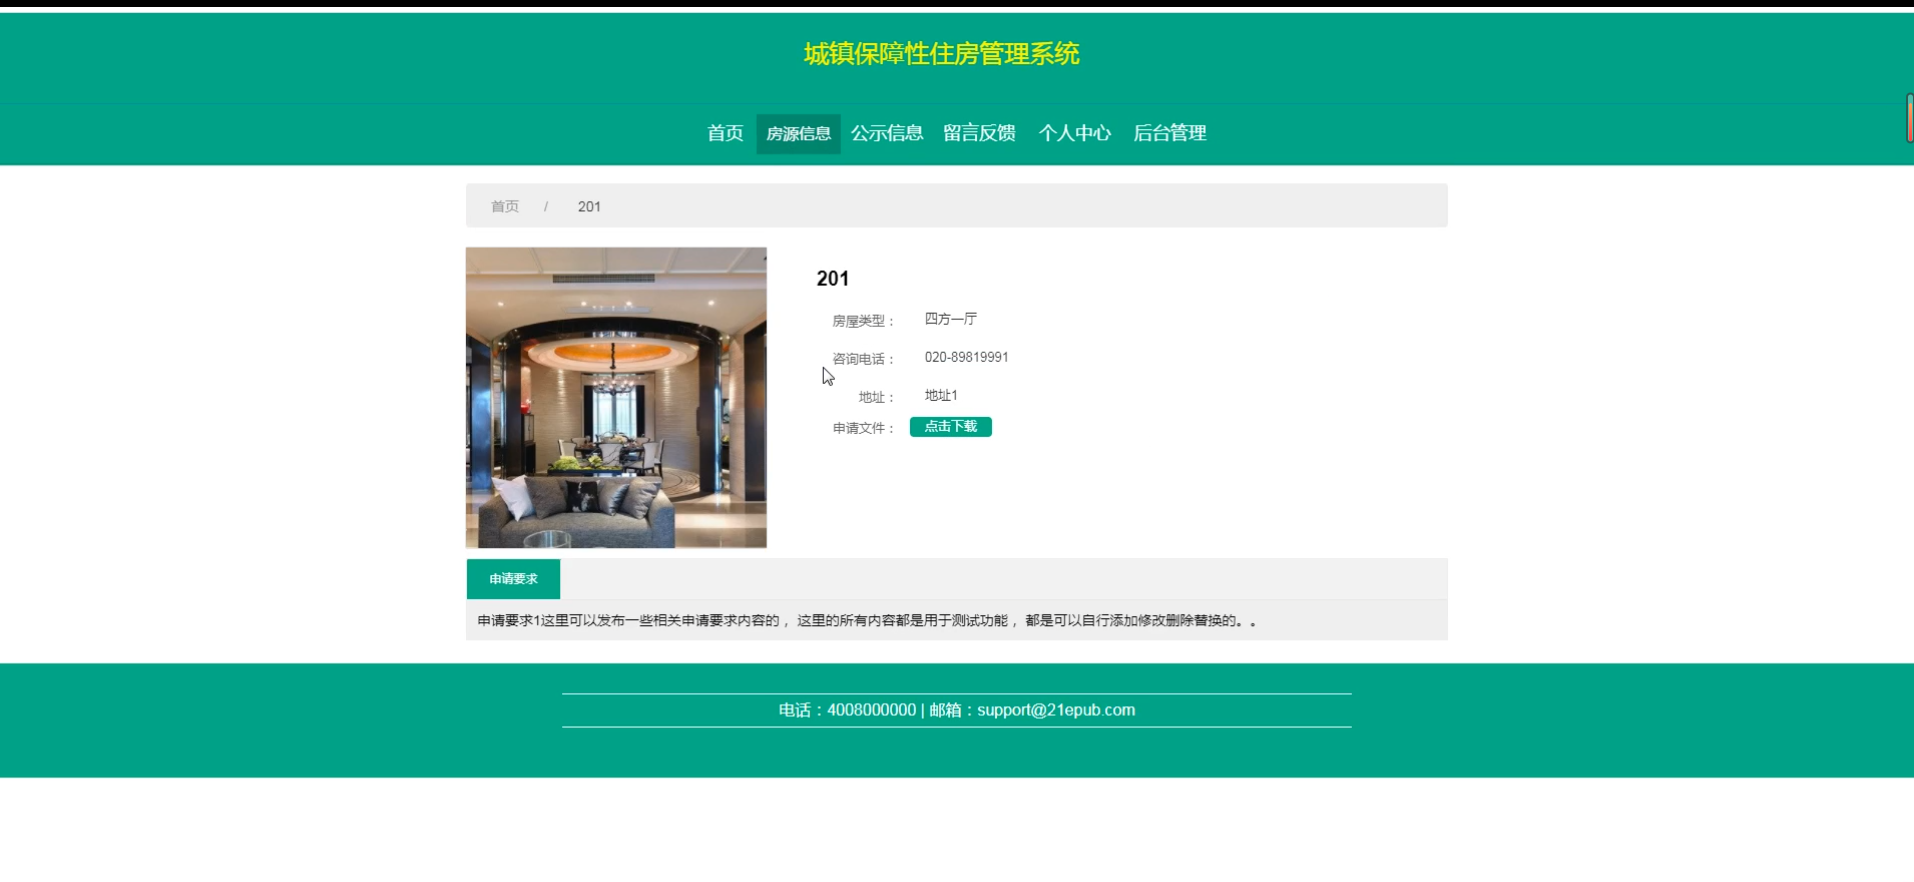 城镇保障性住房管理系统
首页 房源信息 公示信息 留言反馈 个人中心 后台管理
首页 / 201
201
房屋类型： 四方一厅
咨询电话： 020-89819991
地址： 地址1
申请文件： 点击下载
申请要求
申请要求1这里可以发布一些相关申请要求内容的，这里的所有内容都是用于测试功能，都是可以自行添加修改删除替换的。。
电话：4008000000 | 邮箱：support@21epub.com